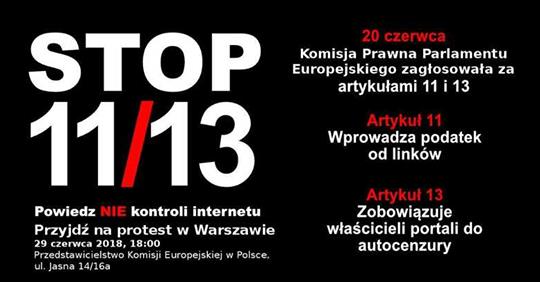 STOP
11/13
Powiedz NIE kontroli internetu
Przyjdź na protest w Warszawie
29 czerwca 2018, 18:00
Przedstawicielstwo Komisji Europejskiej w Polsce,
ul. Jasna 14/16a
20 czerwca
Komisja Prawna Parlamentu
Europejskiego zagłosowała za
artykułami 11 i 13
Artykuł 11
Wprowadza podatek
od linków
Artykuł 13
Zobowiązuje
właścicieli portali do
autocenzury